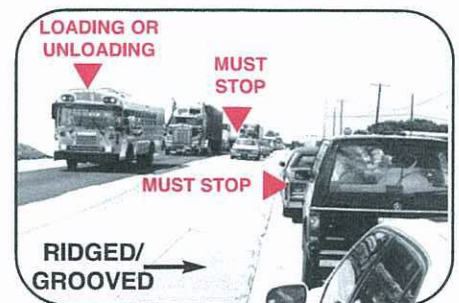 LOADING OR
UNLOADING
MUST
STOP
MUST STOP
RIDGED/
GROOVED